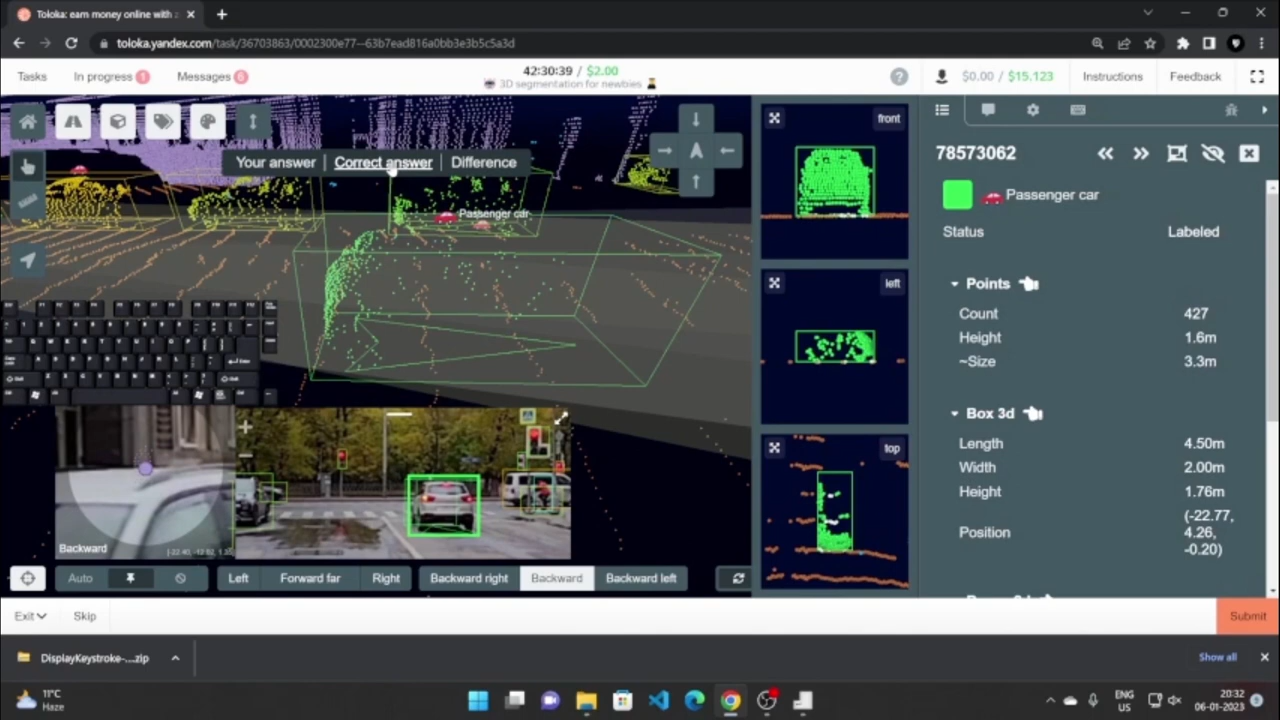 Toloka: earn money online with
toloka.yandex.com/task/36703863/0002300e77--63b7ead816a0bb3e3b5c5a3d
Tasks
In progress 1
Messages 6
42:30:39 / $2.00
3D segmentation for newbies
$0.00 / $15.123
Instructions
Feedback
Your answer | Correct answer | Difference
Passenger car
A
front
left
top
78573062
Passenger car
Status Labeled
Points
Count 427
Height 1.6m
~Size 3.3m
Box 3d
Length 4.50m
Width 2.00m
Height 1.76m
Position (-22.77,
4.26,
-0.20)
Backward
Auto
Left
Forward far
Right
Backward right
Backward
Backward left
Exit
Skip
Submit
DisplayKeystroke-....zip
Show all
11°C
Haze
ENG
US
20:32
06-01-2023